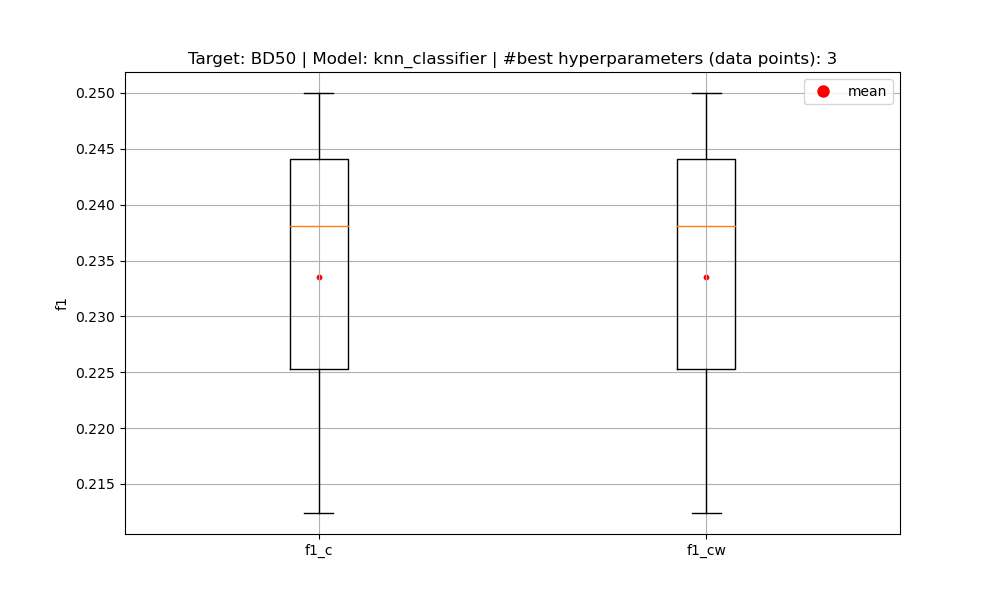 Target: BD50 | Model: knn_classifier | #best hyperparameters (data points): 3
mean
0.250
0.245
0.240
0.235
0.230
0.225
0.220
0.215
f1
f1_c
f1_cw